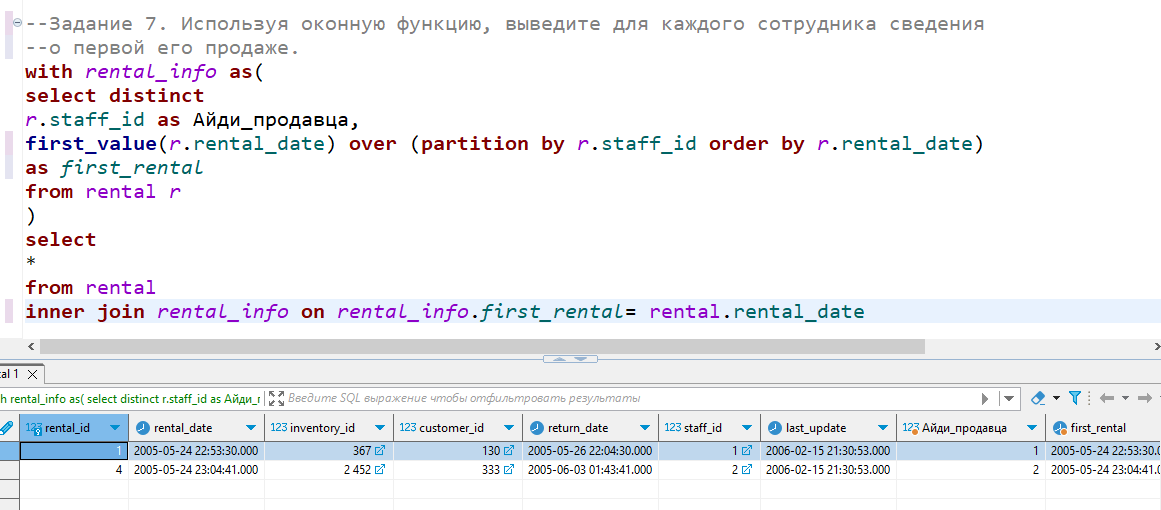 --Задание 7. Используя оконную функцию, выведите для каждого сотрудника сведения
--о первой его продаже.
with rental_info as(
select distinct
r.staff_id as Айди_продавца,
first_value(r.rental_date) over (partition by r.staff_id order by r.rental_date)
as first_rental
from rental r
)
select
*
from rental
inner join rental_info on rental_info.first_rental= rental.rental_date
tal 1
h rental_info as( select distinct r.staff_id as Айди_п Введите SQL выражение чтобы отфильтровать результаты
123 rental_id rental_date 123 inventory_id 123 customer_id return_date 123 staff_id last_update 123 Айди_продавца first_rental
1 2005-05-24 22:53:30.000 367 130 2005-05-26 22:04:30.000 1 2006-02-15 21:30:53.000 1 2005-05-24 22:53:30.0
4 2005-05-24 23:04:41.000 2 452 333 2005-06-03 01:43:41.000 2 2006-02-15 21:30:53.000 2 2005-05-24 23:04:41.0